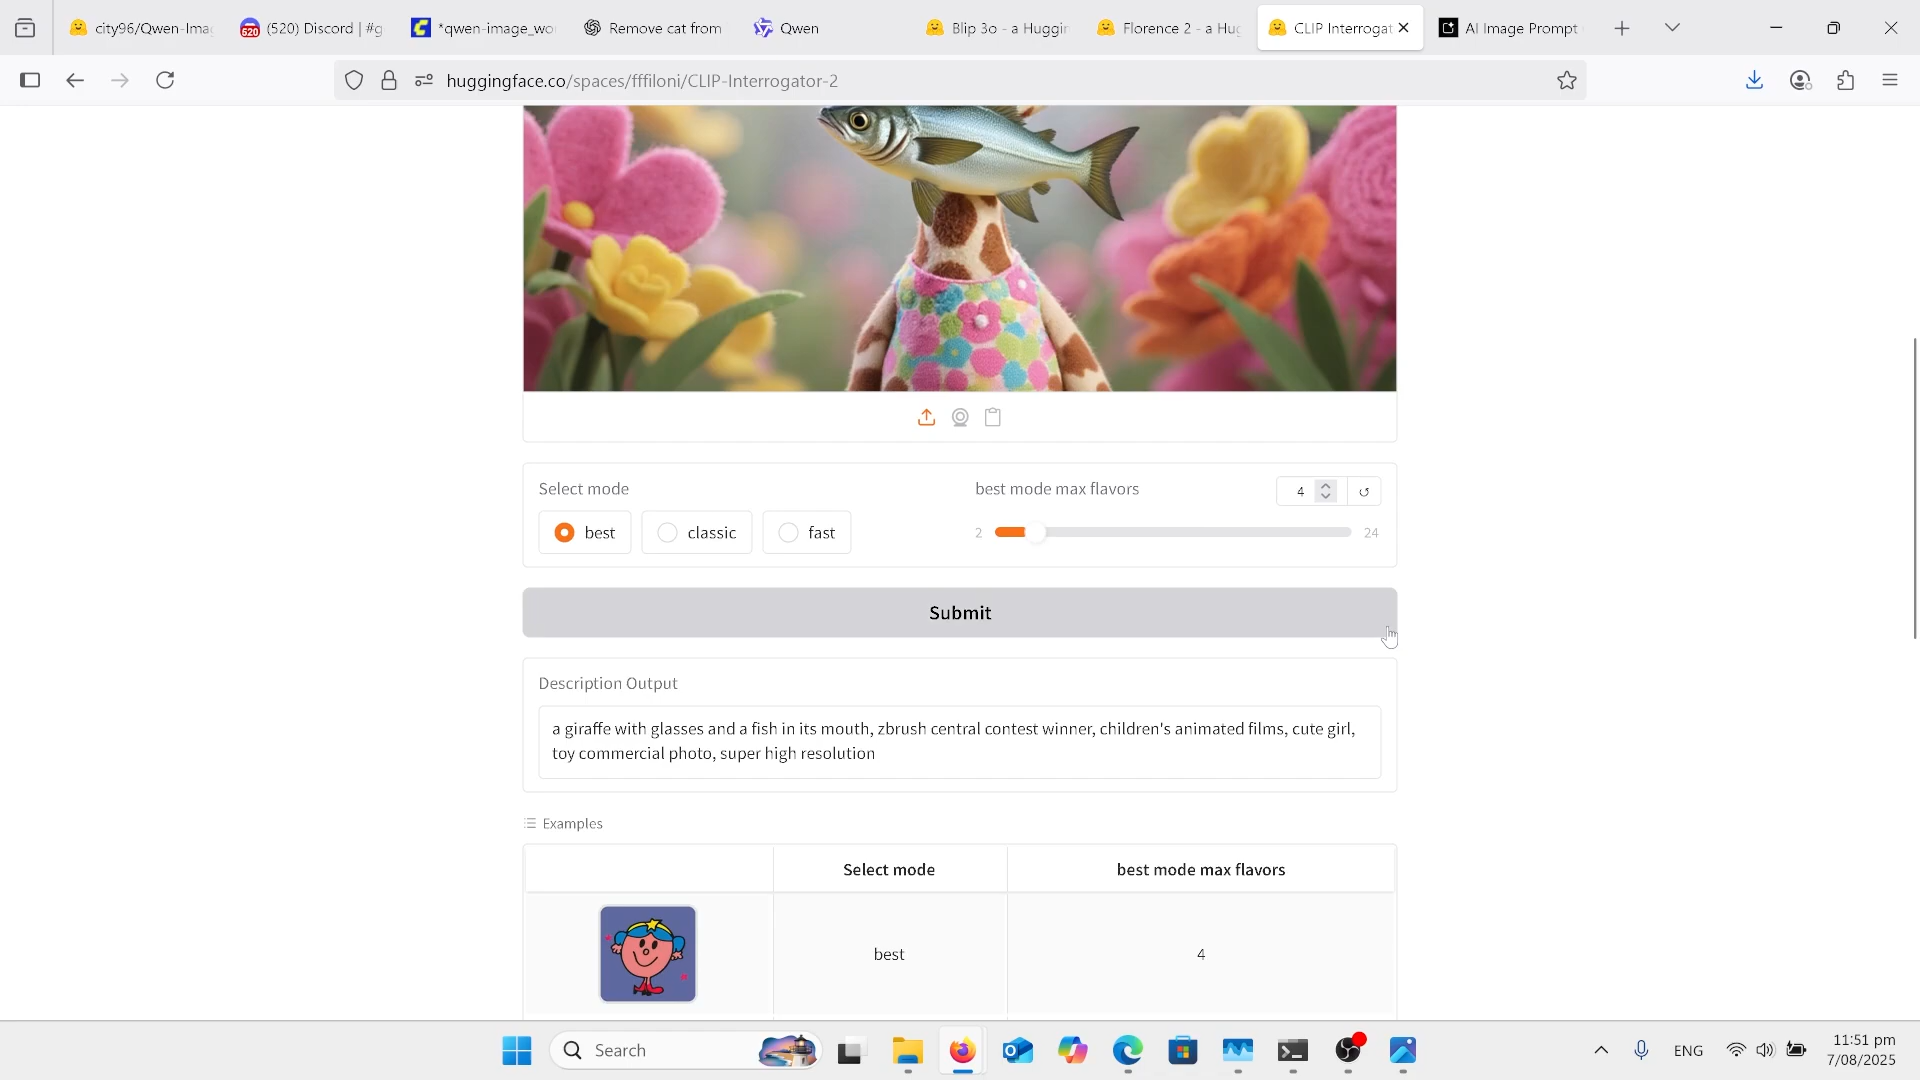 city96/Qwen-Ima
(520) Discord | #g
*qwen-image_wo
Remove cat from
Qwen
Blip 3o - a Huggin
Florence 2 - a Hug
CLIP Interrogat
AI Image Prompt
huggingface.co/spaces/fffiloni/CLIP-Interrogator-2
Select mode
best mode max flavors
4
best
classic
fast
2
24
Submit
Description Output
a giraffe with glasses and a fish in its mouth, zbrush central contest winner, children's animated films, cute girl,
toy commercial photo, super high resolution
Examples
Select mode
best mode max flavors
best
4
Search
ENG
11:51 pm
7/08/2025